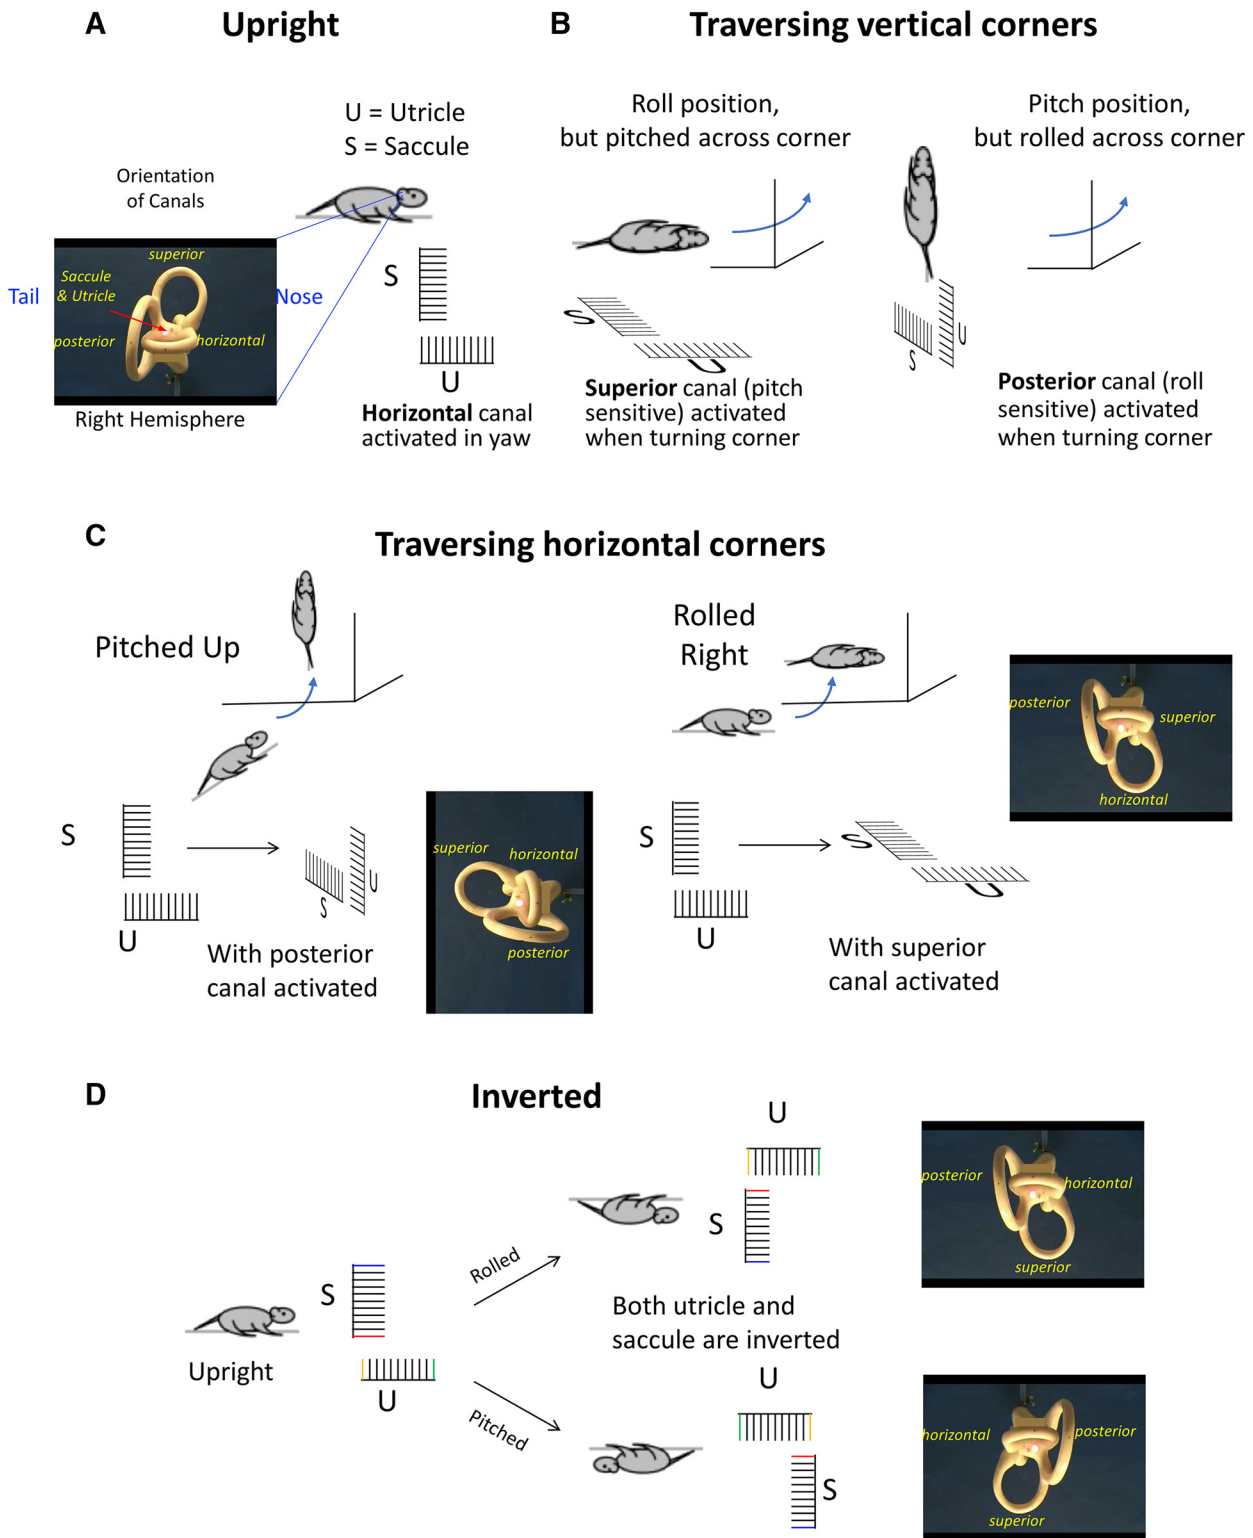 A
Upright
U = Utricle
S = Saccule
Orientation
of Canals
superior
Saccule
& Utricle
Tail
Nose
posterior
horizontal
Right Hemisphere
S
U
Horizontal canal
activated in yaw
B
Traversing vertical corners
Roll position,
but pitched across corner
S
U
Superior canal (pitch
sensitive) activated
when turning corner
Pitch position,
but rolled across corner
S
U
Posterior canal (roll
sensitive) activated
when turning corner
C
Traversing horizontal corners
Pitched Up
S
U
S
U
With posterior
canal activated
superior
horizontal
posterior
Rolled
Right
S
U
S
U
With superior
canal activated
posterior
superior
horizontal
D
Inverted
Upright
S
U
Rolled
U
S
posterior
horizontal
superior
Both utricle and
saccule are inverted
Pitched
U
S
horizontal
posterior
superior